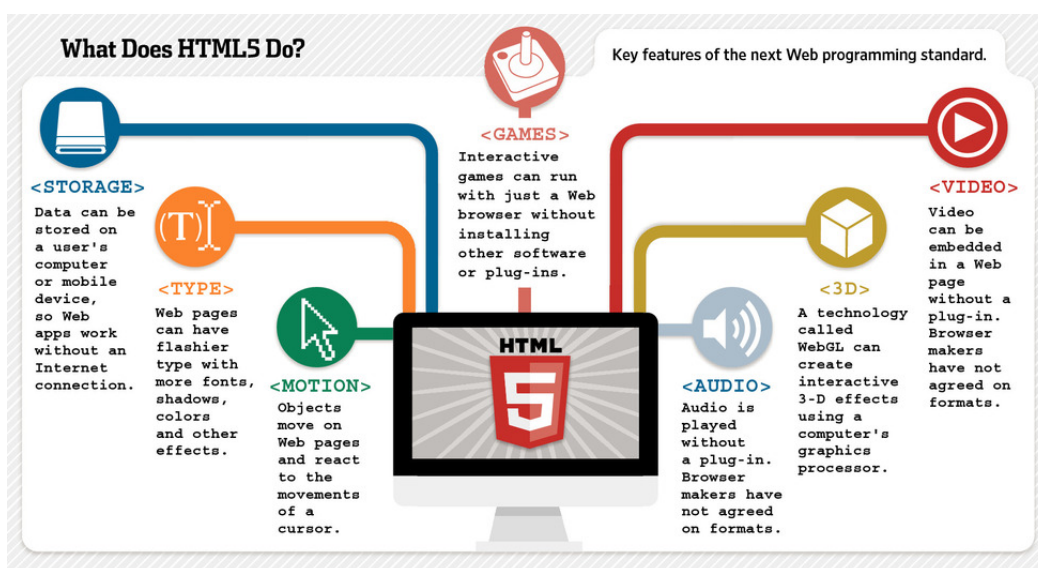 What Does HTML5 Do?
Key features of the next Web programming standard.
<STORAGE>
Data can be
stored on
a user's
computer
or mobile
device,
so Web
apps work
without an
Internet
connection.
(T)
<TYPE>
Web pages
can have
flashier
type with
more fonts,
shadows,
colors
and other
effects.
<MOTION>
Objects
move on
Web pages
and react
to the
movements
of a
cursor.
<GAMES>
Interactive
games can run
with just a Web
browser without
installing
other software
or plug-ins.
HTML
5
<AUDIO>
Audio is
played
without
a plug-in.
Browser
makers have
not agreed
on formats.
<3D>
A technology
called
WebGL can
create
interactive
3-D effects
using a
computer's
graphics
processor.
<VIDEO>
Video
can be
embedded
in a Web
page
without a
plug-in.
Browser
makers
have not
agreed on
formats.